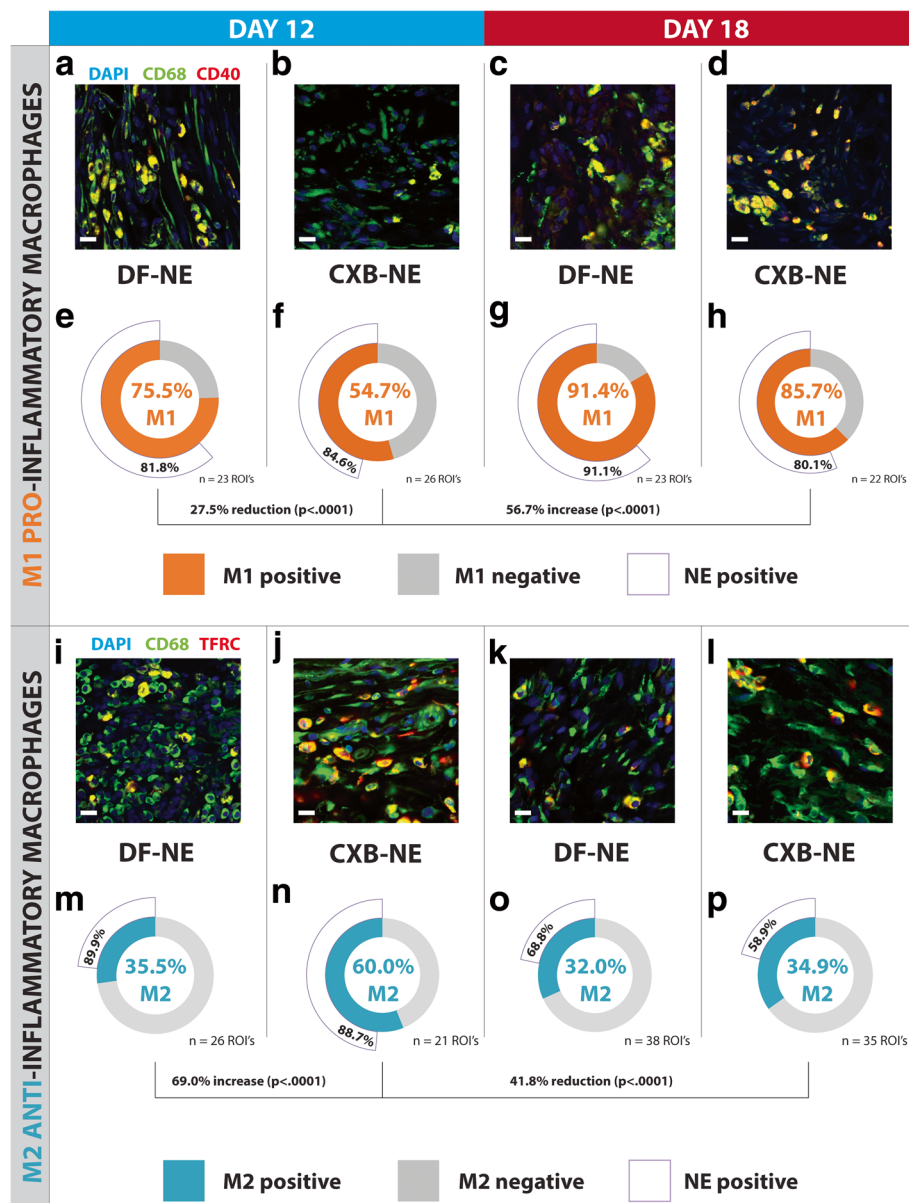 DAY 12
DAY 18
M1 PRO-INFLAMMATORY MACROPHAGES
a
b
c
d
DAPI CD68 CD40
DF-NE
CXB-NE
DF-NE
CXB-NE
e
f
g
h
75.5%
M1
81.8%
n = 23 ROI's
54.7%
M1
84.6%
n = 26 ROI's
91.4%
M1
91.1%
n = 23 ROI's
85.7%
M1
80.1%
n = 22 ROI's
27.5% reduction (p<.0001)
56.7% increase (p<.0001)
M1 positive
M1 negative
NE positive
M2 ANTI-INFLAMMATORY MACROPHAGES
i
j
k
l
DAPI CD68 TFRC
DF-NE
CXB-NE
DF-NE
CXB-NE
m
n
o
p
89.9%
35.5%
M2
n = 26 ROI's
60.0%
M2
88.7%
n = 21 ROI's
68.8%
32.0%
M2
n = 38 ROI's
58.9%
34.9%
M2
n = 35 ROI's
69.0% increase (p<.0001)
41.8% reduction (p<.0001)
M2 positive
M2 negative
NE positive